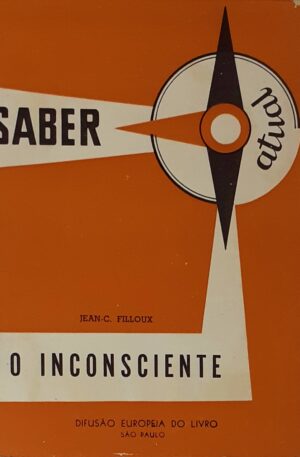 SABER
atual
JEAN-C. FILLOUX
O INCONSCIENTE
DIFUSÃO EUROPEIA DO LIVRO
SÃO PAULO